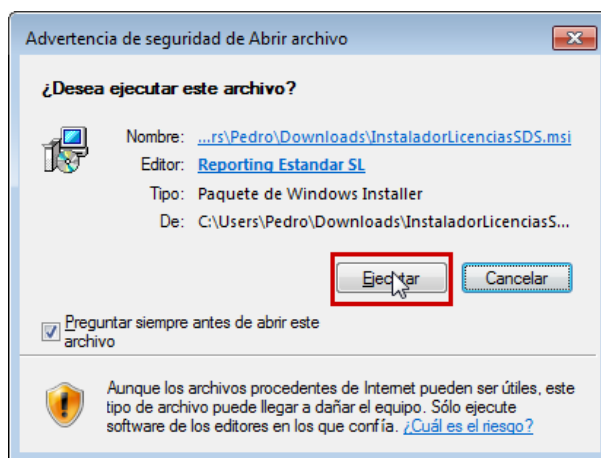 Advertencia de seguridad de Abrir archivo
¿Desea ejecutar este archivo?
Nombre: ...rs\Pedro\Downloads\InstaladorLicenciasSDS.msi
Editor: Reporting Estandar SL
Tipo: Paquete de Windows Installer
De: C:\Users\Pedro\Downloads\InstaladorLicenciasS...
Ejecutar Cancelar
Preguntar siempre antes de abrir este
archivo
Aunque los archivos procedentes de Internet pueden ser útiles, este
tipo de archivo puede llegar a dañar el equipo. Sólo ejecute
software de los editores en los que confía. ¿Cuál es el riesgo?